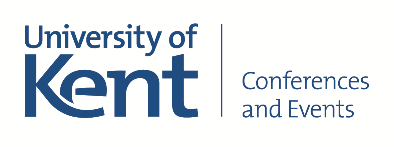 University of
Kent
Conferences
and Events